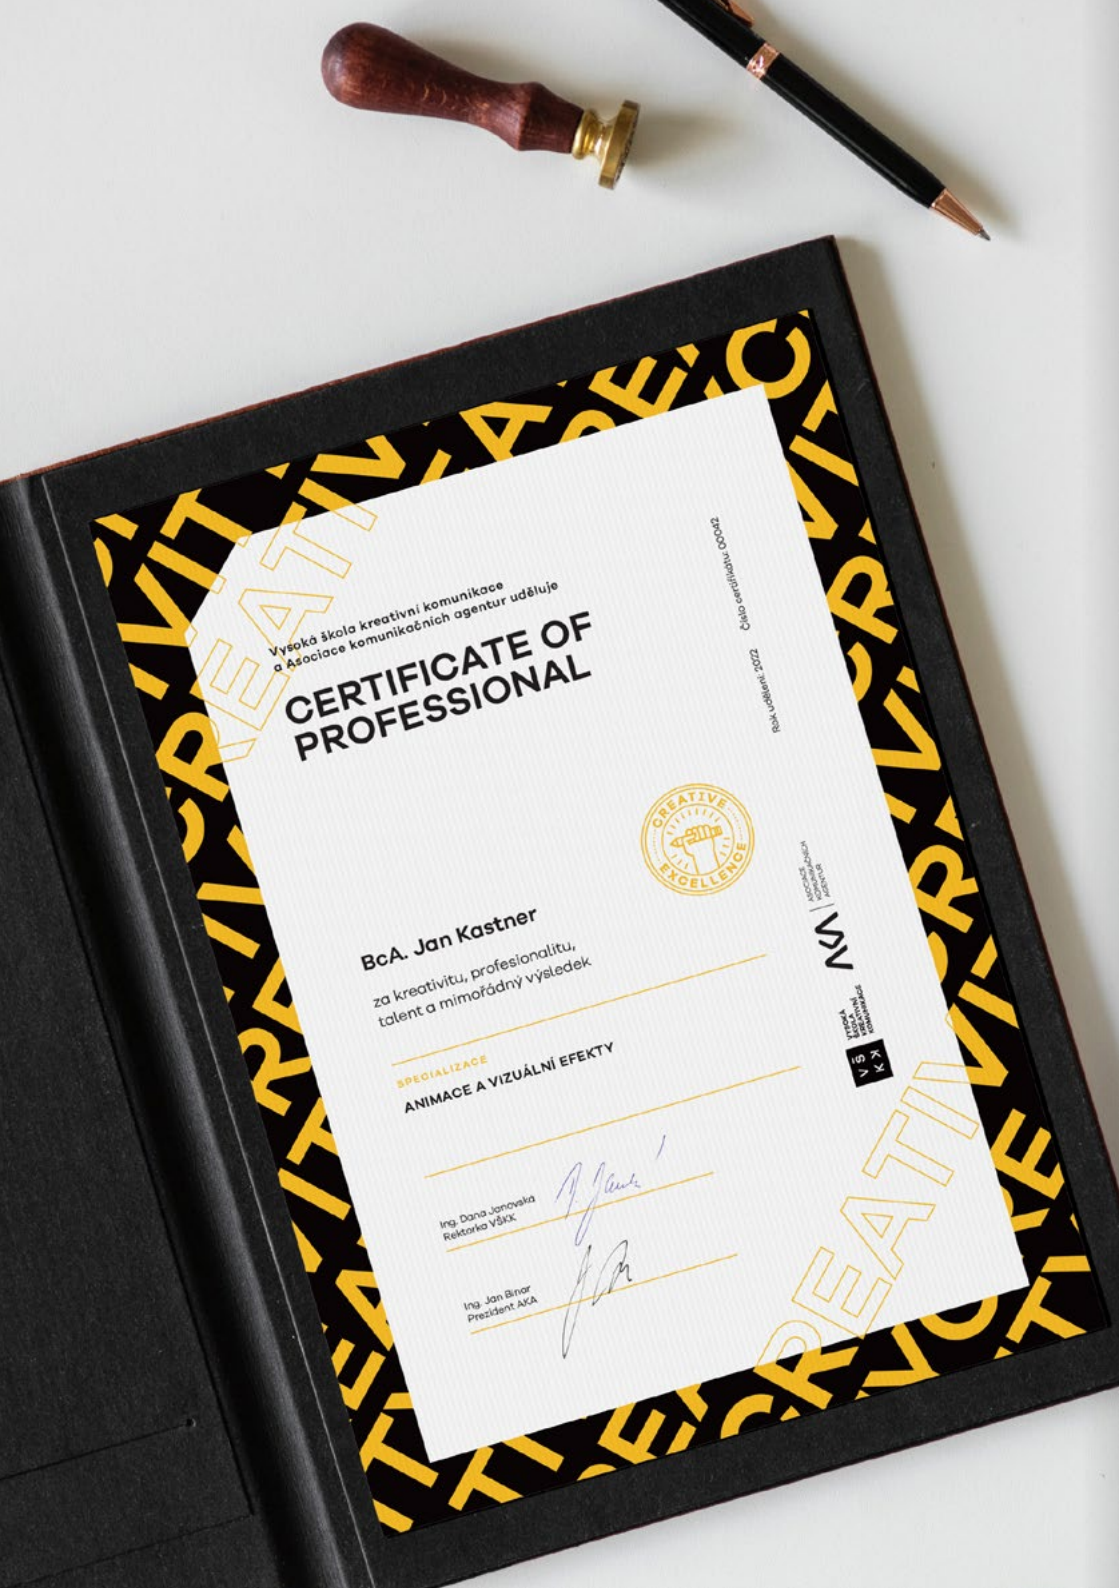 Vysoká škola kreativní komunikace
a Asociace komunikačních agentur uděluje
CERTIFICATE OF
PROFESSIONAL
Rok udělení: 2022
Číslo certifikátu: 00042
CREATIVE
EXCELLENCE
BcA. Jan Kastner
za kreativitu, profesionalitu,
talent a mimořádný výsledek
SPECIALIZACE
ANIMACE A VIZUÁLNÍ EFEKTY
Ing. Dana Janovská
Rektorka VŠKK
Ing. Jan Binar
Prezident AKA
VŠ
KK
VYSOKÁ
ŠKOLA
KREATIVNÍ
KOMUNIKACE
AKA
ASOCIACE
KOMUNIKAČNÍCH
AGENTUR
CREATIV
CREATIV